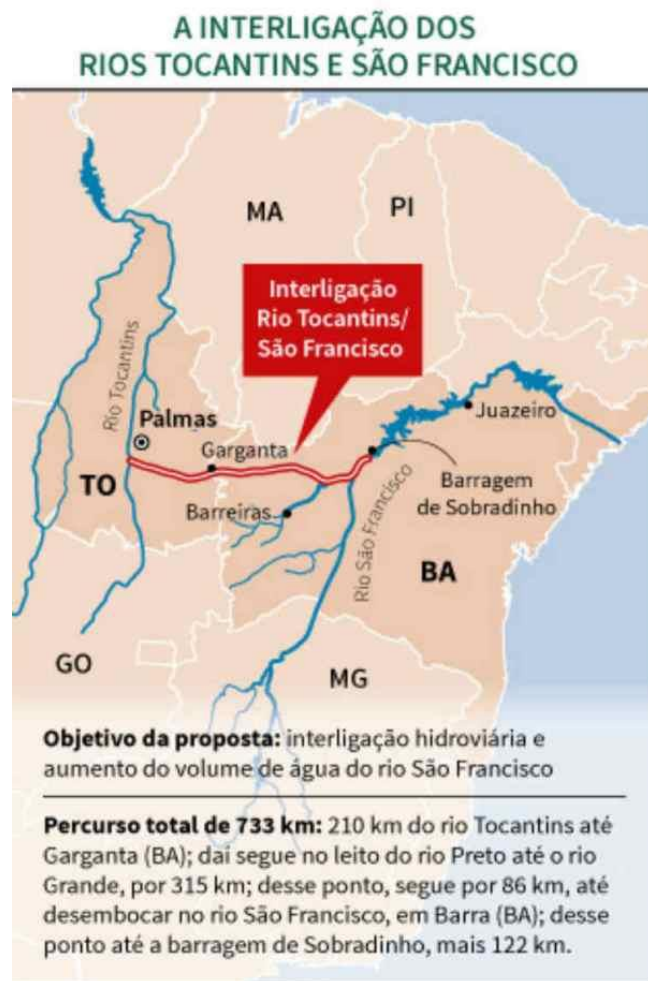 A INTERLIGAÇÃO DOS
RIOS TOCANTINS E SÃO FRANCISCO
MA
PI
Interligação
Rio Tocantins/
São Francisco
Rio Tocantins
Palmas
Garganta
Juazeiro
TO
Barreiras
Barragem
de Sobradinho
Rio São Francisco
BA
GO
MG
Objetivo da proposta: interligação hidroviária e
aumento do volume de água do rio São Francisco
Percurso total de 733 km: 210 km do rio Tocantins até
Garganta (BA); daí segue no leito do rio Preto até o rio
Grande, por 315 km; desse ponto, segue por 86 km, até
desembocar no rio São Francisco, em Barra (BA); desse
ponto até a barragem de Sobradinho, mais 122 km.